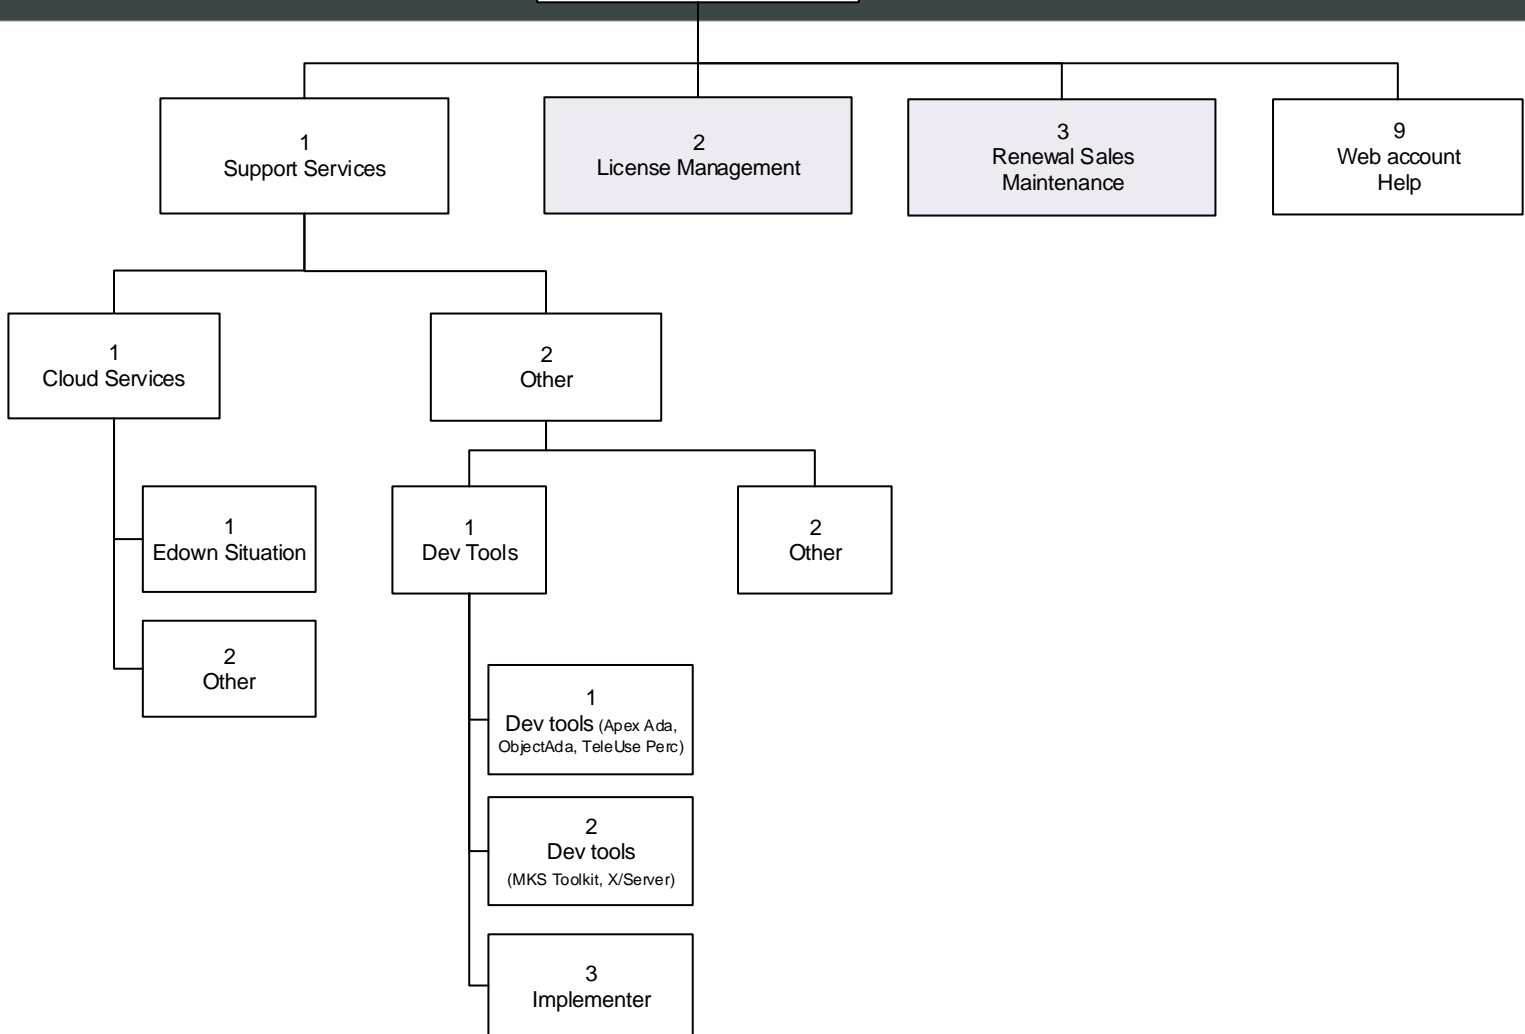 1
Support Services
2
License Management
3
Renewal Sales
Maintenance
9
Web account
Help
1
Cloud Services
2
Other
1
Edown Situation
2
Other
1
Dev Tools
2
Other
1
Dev tools (Apex Ada,
ObjectAda, TeleUse Perc)
2
Dev tools
(MKS Toolkit, X/Server)
3
Implementer